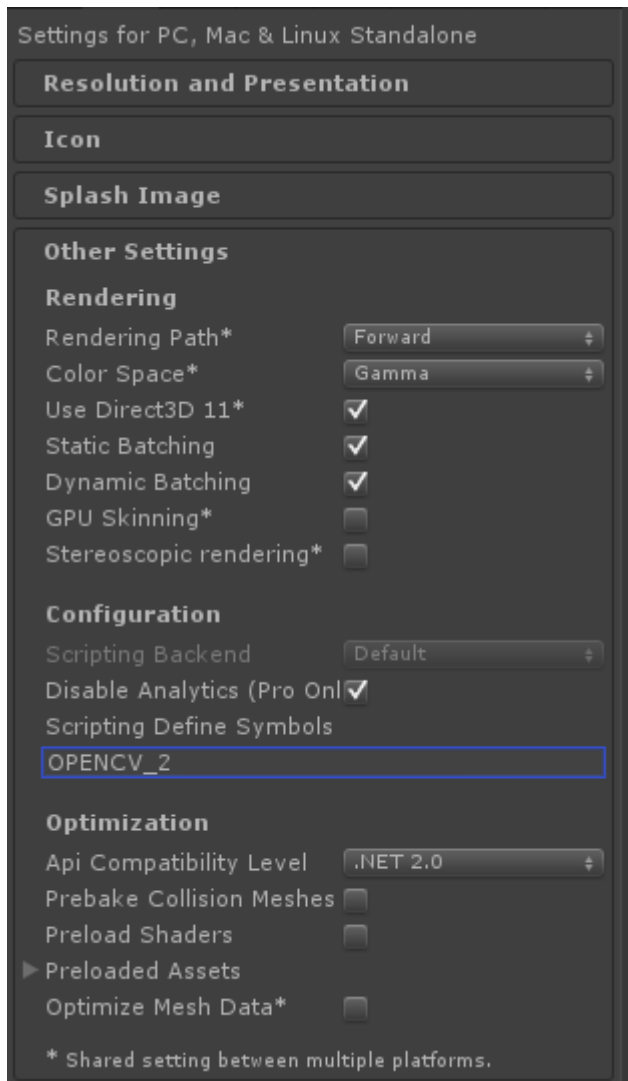 Settings for PC, Mac & Linux Standalone
Resolution and Presentation
Icon
Splash Image
Other Settings
Rendering
Rendering Path* Forward
Color Space* Gamma
Use Direct3D 11*
Static Batching
Dynamic Batching
GPU Skinning*
Stereoscopic rendering*
Configuration
Scripting Backend Default
Disable Analytics (Pro Onl
Scripting Define Symbols
OPENCV_2
Optimization
Api Compatibility Level .NET 2.0
Prebake Collision Meshes
Preload Shaders
Preloaded Assets
Optimize Mesh Data*
* Shared setting between multiple platforms.